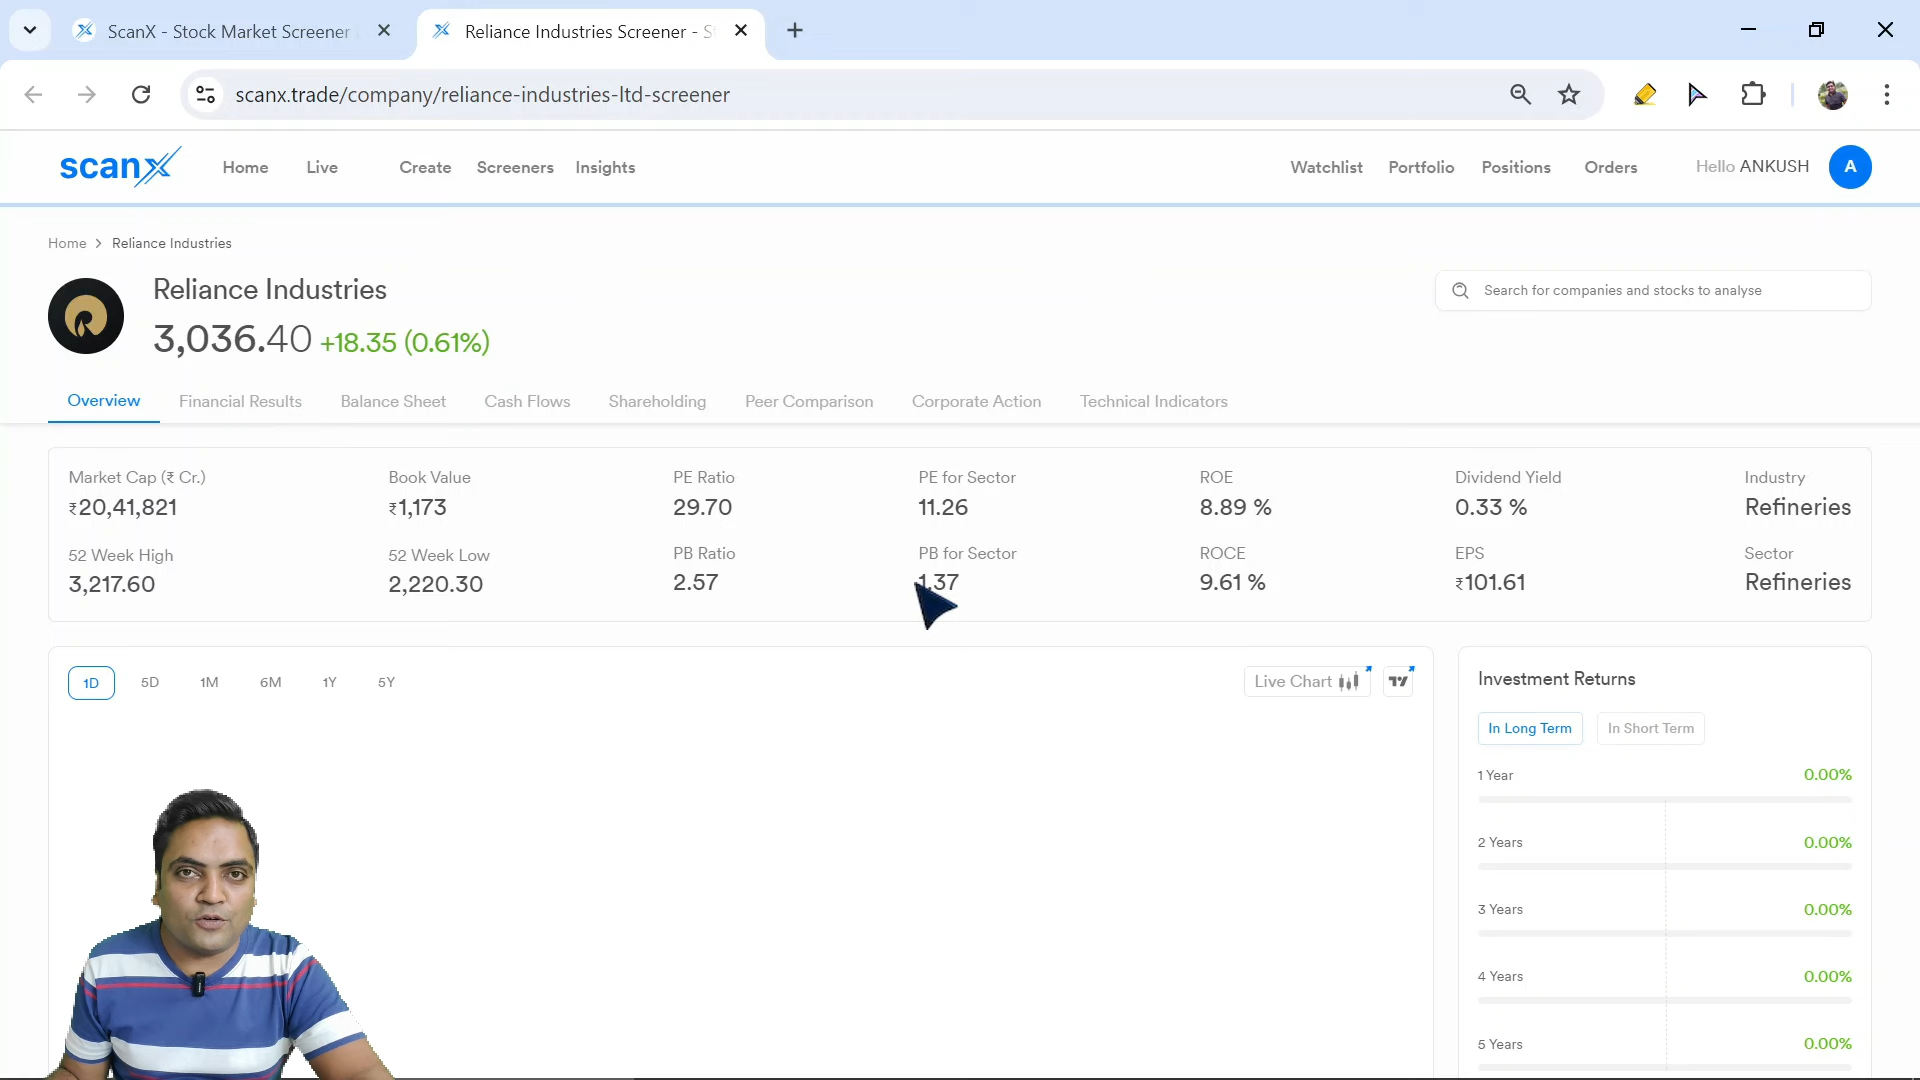 ScanX - Stock Market Screener
Reliance Industries Screener - S
scanx.trade/company/reliance-industries-ltd-screener
scanX Home Live Create Screeners Insights Watchlist Portfolio Positions Orders Hello ANKUSH A
Home > Reliance Industries
Reliance Industries
Search for companies and stocks to analyse
3,036.40 +18.35 (0.61%)
Overview Financial Results Balance Sheet Cash Flows Shareholding Peer Comparison Corporate Action Technical Indicators
Market Cap (₹ Cr.) Book Value PE Ratio PE for Sector ROE Dividend Yield Industry
₹20,41,821 ₹1,173 29.70 11.26 8.89 % 0.33 % Refineries
52 Week High 52 Week Low PB Ratio PB for Sector ROCE EPS Sector
3,217.60 2,220.30 2.57 1.37 9.61 % ₹101.61 Refineries
1D 5D 1M 6M 1Y 5Y Live Chart
Investment Returns
In Long Term In Short Term
1 Year 0.00%
2 Years 0.00%
3 Years 0.00%
4 Years 0.00%
5 Years 0.00%